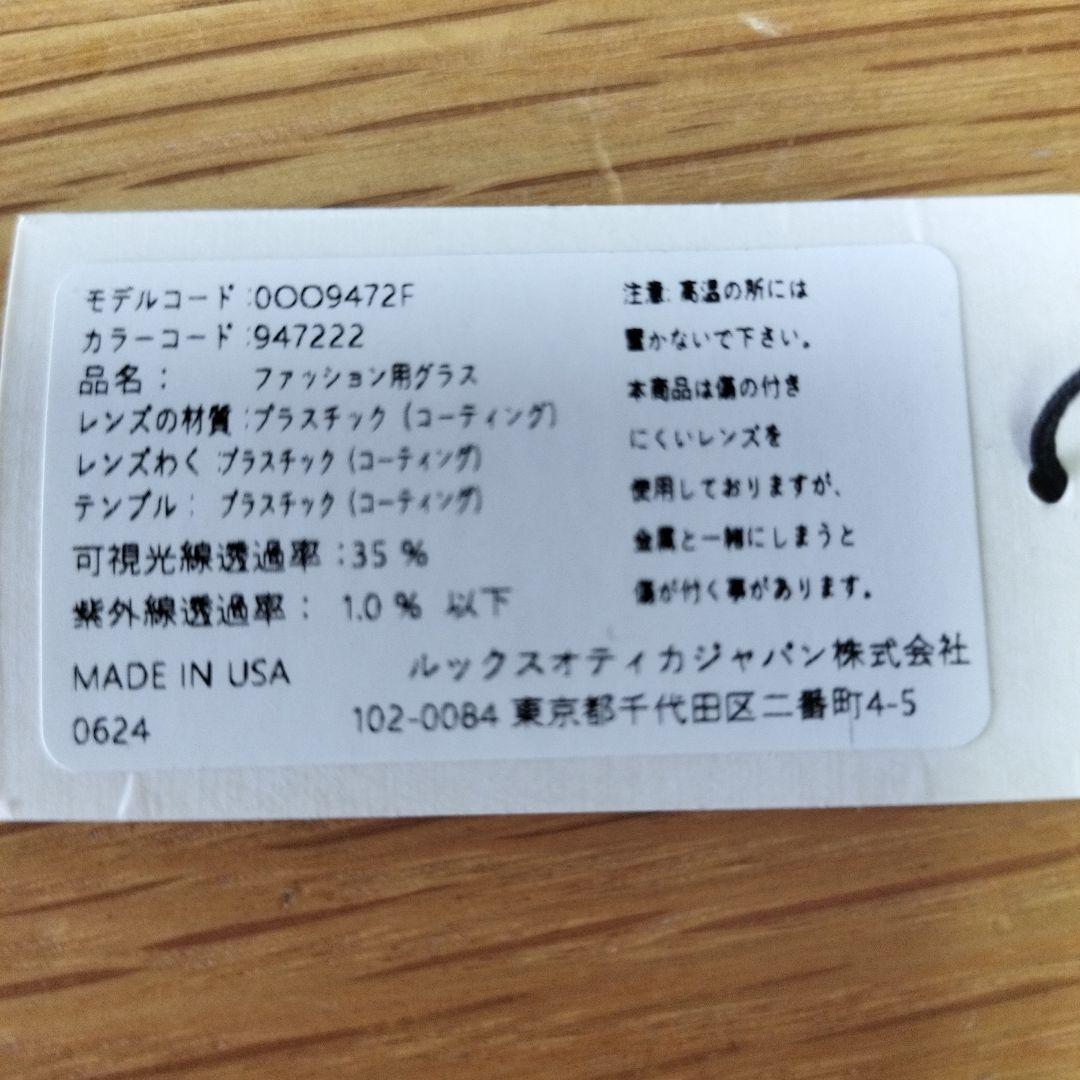 モデルコード:0OO9472F
カラーコード:947222
品名： ファッション用グラス
レンズの材質:プラスチック（コーティング）
レンズわく:プラスチック（コーティング）
テンプル： プラスチック（コーティング）
可視光線透過率:35 %
紫外線透過率： 1.0 % 以下
MADE IN USA
0624
注意:高温の所には
置かないで下さい。
本商品は傷の付き
にくいレンズを
使用しておりますが、
金属と一緒にしまうと
傷が付く事があります。
ルックスオティカジャパン株式会社
102-0084 東京都千代田区二番町4-5